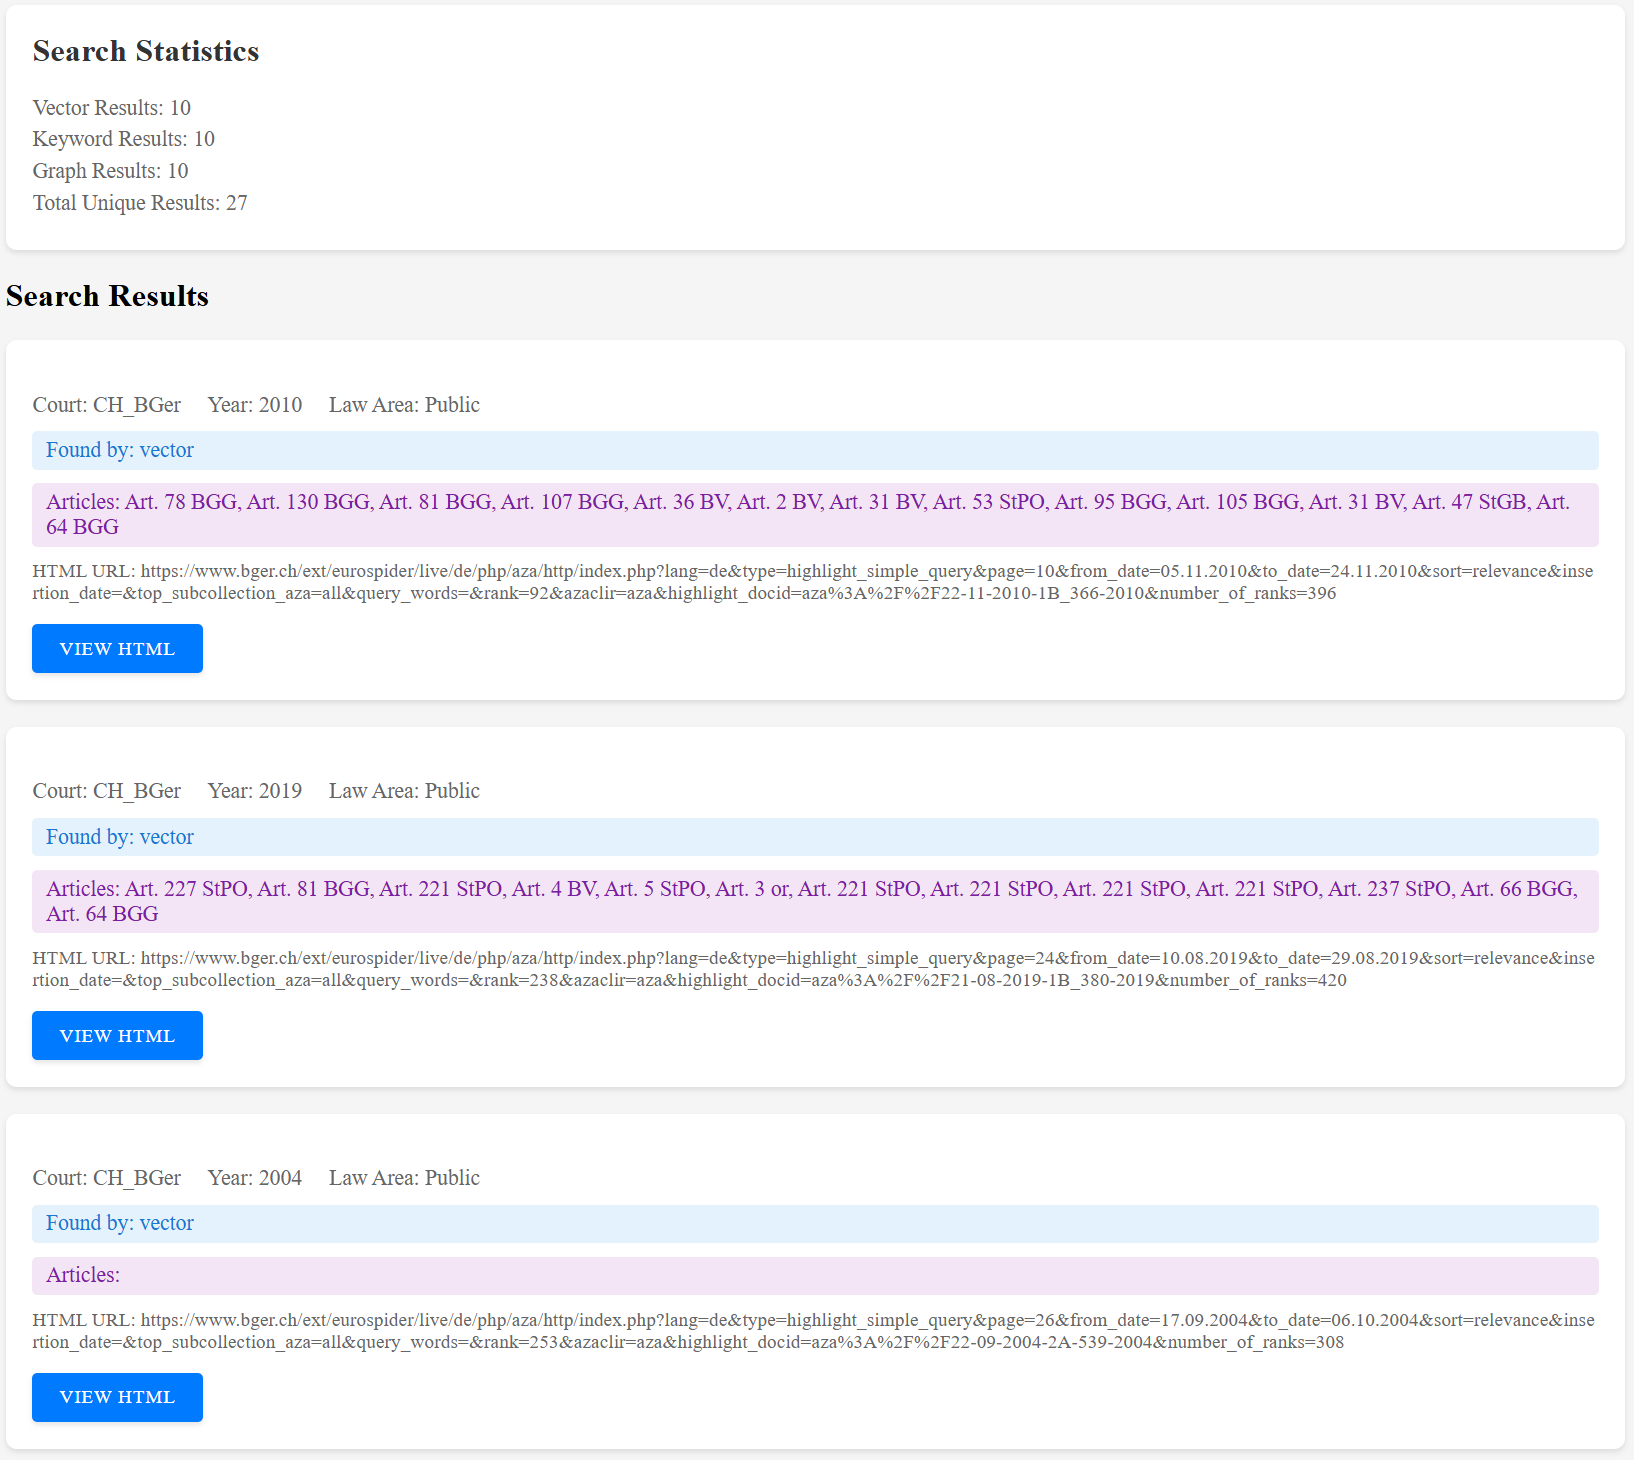 Search Statistics
Vector Results: 10
Keyword Results: 10
Graph Results: 10
Total Unique Results: 27
Search Results
Court: CH_BGer Year: 2010 Law Area: Public
Found by: vector
Articles: Art. 78 BGG, Art. 130 BGG, Art. 81 BGG, Art. 107 BGG, Art. 36 BV, Art. 2 BV, Art. 31 BV, Art. 53 StPO, Art. 95 BGG, Art. 105 BGG, Art. 31 BV, Art. 47 StGB, Art.
64 BGG
HTML URL: https://www.bger.ch/ext/eurospider/live/de/php/aza/http/index.php?lang=de&type=highlight_simple_query&page=10&from_date=05.11.2010&to_date=24.11.2010&sort=relevance&inse
rtion_date=&top_subcollection_aza=all&query_words=&rank=92&azaclir=aza&highlight_docid=aza%3A%2F%2F22-11-2010-1B_366-2010&number_of_ranks=396
VIEW HTML
Court: CH_BGer Year: 2019 Law Area: Public
Found by: vector
Articles: Art. 227 StPO, Art. 81 BGG, Art. 221 StPO, Art. 4 BV, Art. 5 StPO, Art. 3 or, Art. 221 StPO, Art. 221 StPO, Art. 221 StPO, Art. 221 StPO, Art. 237 StPO, Art. 66 BGG,
Art. 64 BGG
HTML URL: https://www.bger.ch/ext/eurospider/live/de/php/aza/http/index.php?lang=de&type=highlight_simple_query&page=24&from_date=10.08.2019&to_date=29.08.2019&sort=relevance&inse
rtion_date=&top_subcollection_aza=all&query_words=&rank=238&azaclir=aza&highlight_docid=aza%3A%2F%2F21-08-2019-1B_380-2019&number_of_ranks=420
VIEW HTML
Court: CH_BGer Year: 2004 Law Area: Public
Found by: vector
Articles:
HTML URL: https://www.bger.ch/ext/eurospider/live/de/php/aza/http/index.php?lang=de&type=highlight_simple_query&page=26&from_date=17.09.2004&to_date=06.10.2004&sort=relevance&inse
rtion_date=&top_subcollection_aza=all&query_words=&rank=253&azaclir=aza&highlight_docid=aza%3A%2F%2F22-09-2004-2A-539-2004&number_of_ranks=308
VIEW HTML